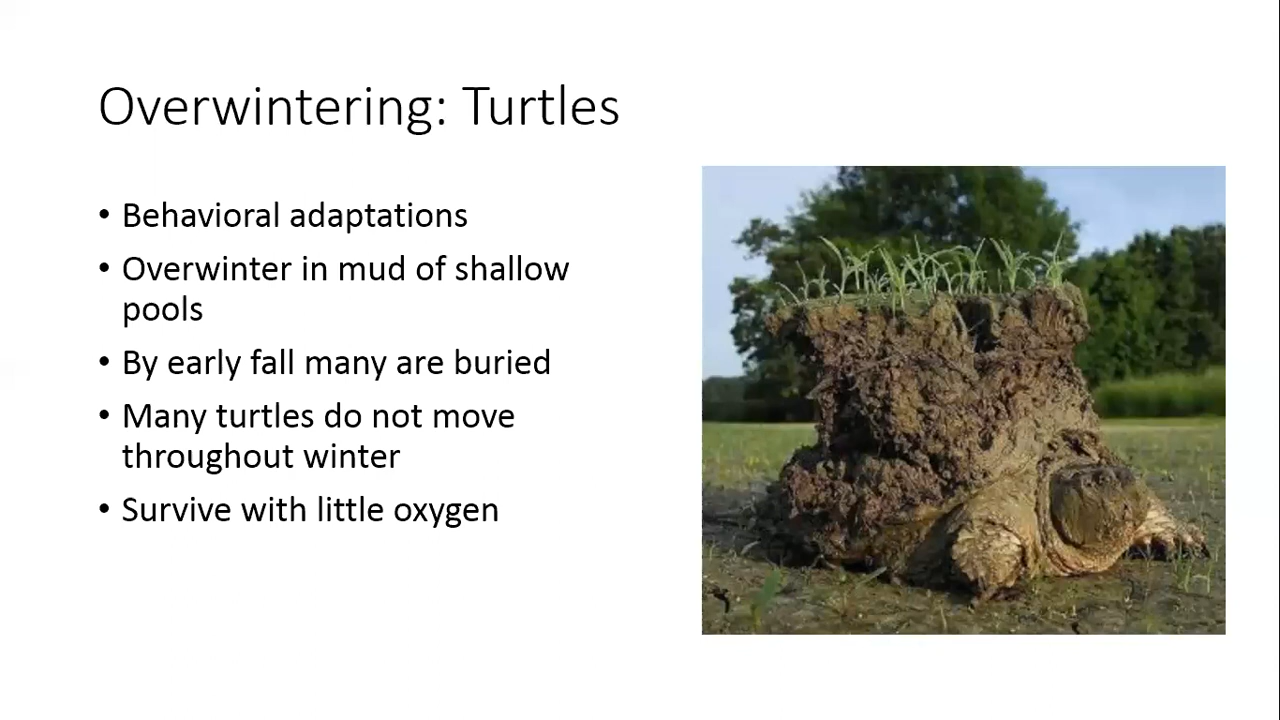 Overwintering: Turtles
• Behavioral adaptations
• Overwinter in mud of shallow
pools
• By early fall many are buried
• Many turtles do not move
throughout winter
• Survive with little oxygen